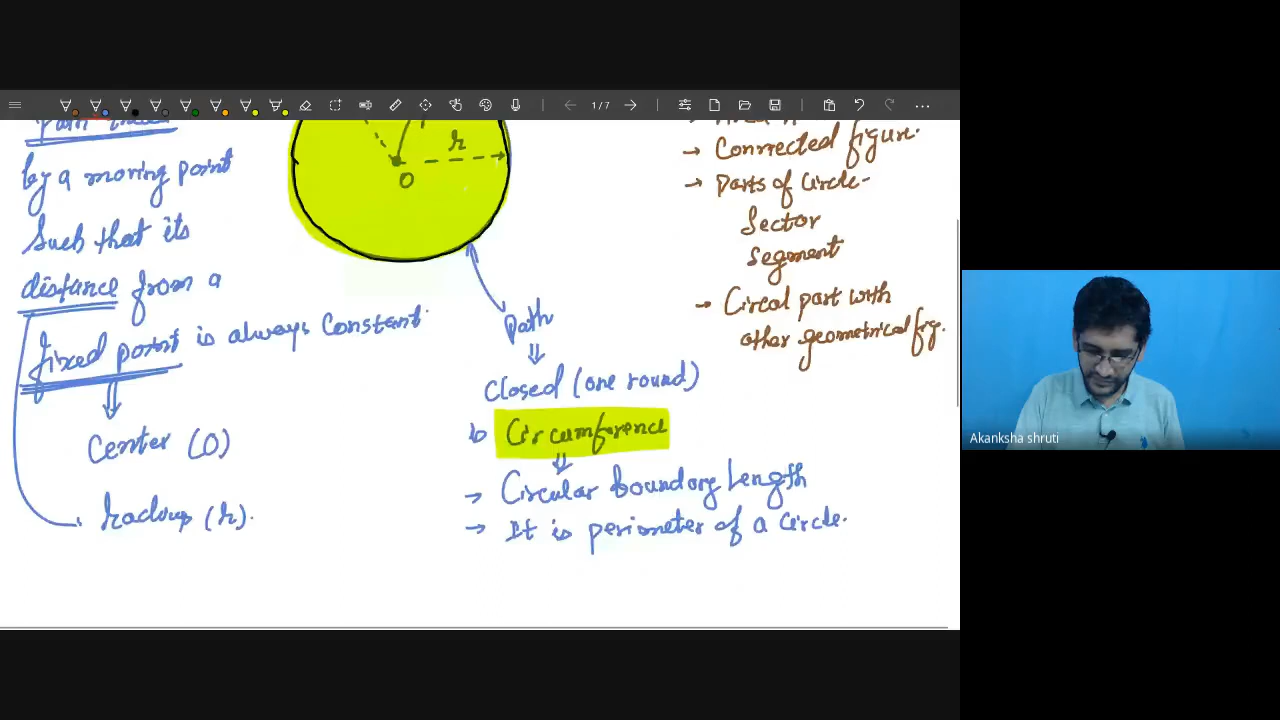 1/7
Path traced
by a moving point
Such that its
distance from a
fixed point is always Constant.
Center (O)
radius (r).
r
O
Path
Closed (one round)
Circumference
→ Circular boundary Length
→ It is perimeter of a Circle.
→ Connected figure.
→ Parts of Circle-
Sector
Segment
→ Circal part with
other geometrical fig.
Akanksha shruti